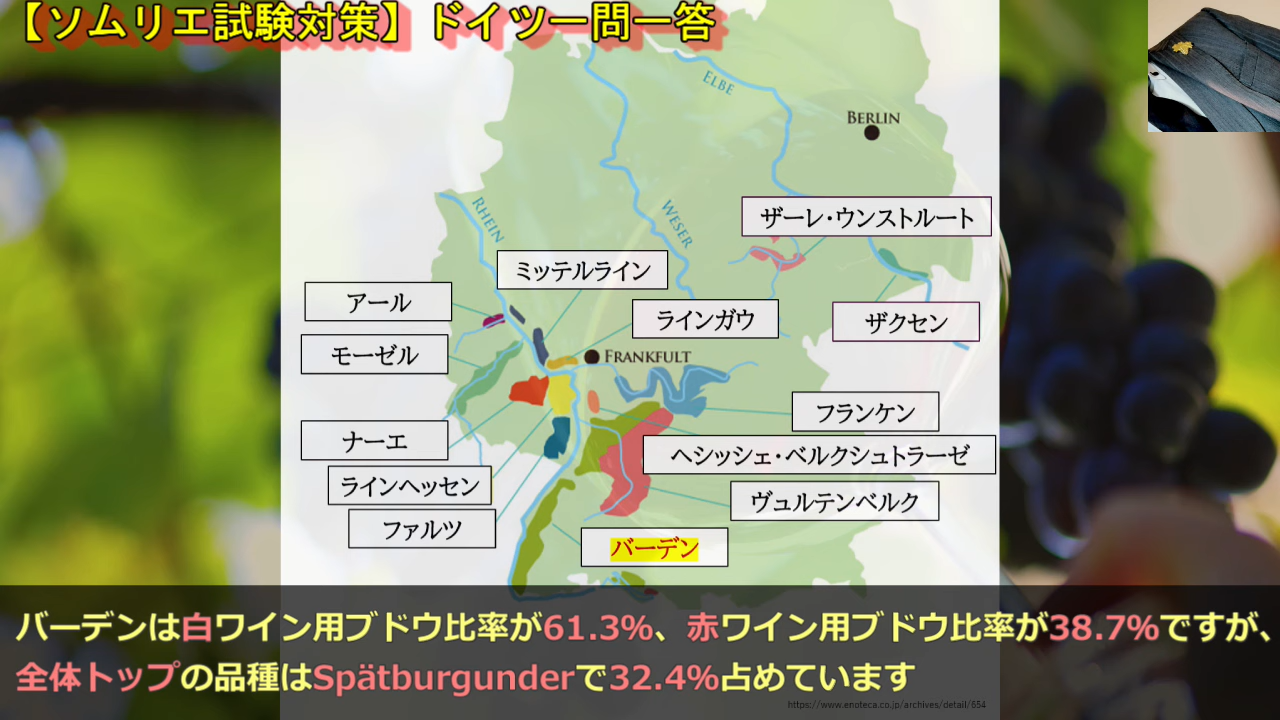 【ソムリエ試験対策】ドイツ一問一答
ELBE
BERLIN
RHEIN
WESER
ザーレ・ウンストルート
ミッテルライン
アール
ラインガウ
ザクセン
モーゼル
FRANKFULT
フランケン
ナーエ
ヘシッシェ・ベルクシュトラーゼ
ラインヘッセン
ヴュルテンベルク
ファルツ
バーデン
バーデンは白ワイン用ブドウ比率が61.3%、赤ワイン用ブドウ比率が38.7%ですが、
全体トップの品種はSpätburgunderで32.4%占めています
https://www.enoteca.co.jp/archives/detail/654